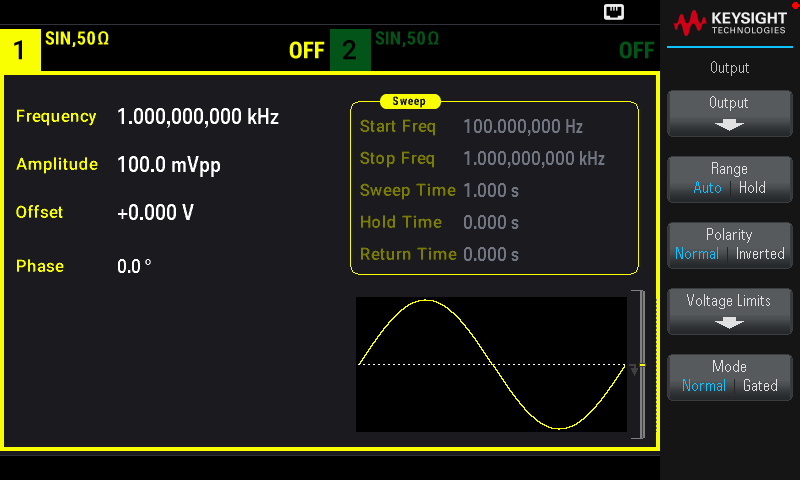 KEYSIGHT
TECHNOLOGIES
1 SIN,50Ω OFF
2 SIN,50Ω OFF
Frequency 1.000,000,000 kHz
Amplitude 100.0 mVpp
Offset +0.000 V
Phase 0.0 °
Sweep
Start Freq 100.000,000 Hz
Stop Freq 1.000,000,000 kHz
Sweep Time 1.000 s
Hold Time 0.000 s
Return Time 0.000 s
Output
Output
Range
Auto | Hold
Polarity
Normal | Inverted
Voltage Limits
Mode
Normal | Gated